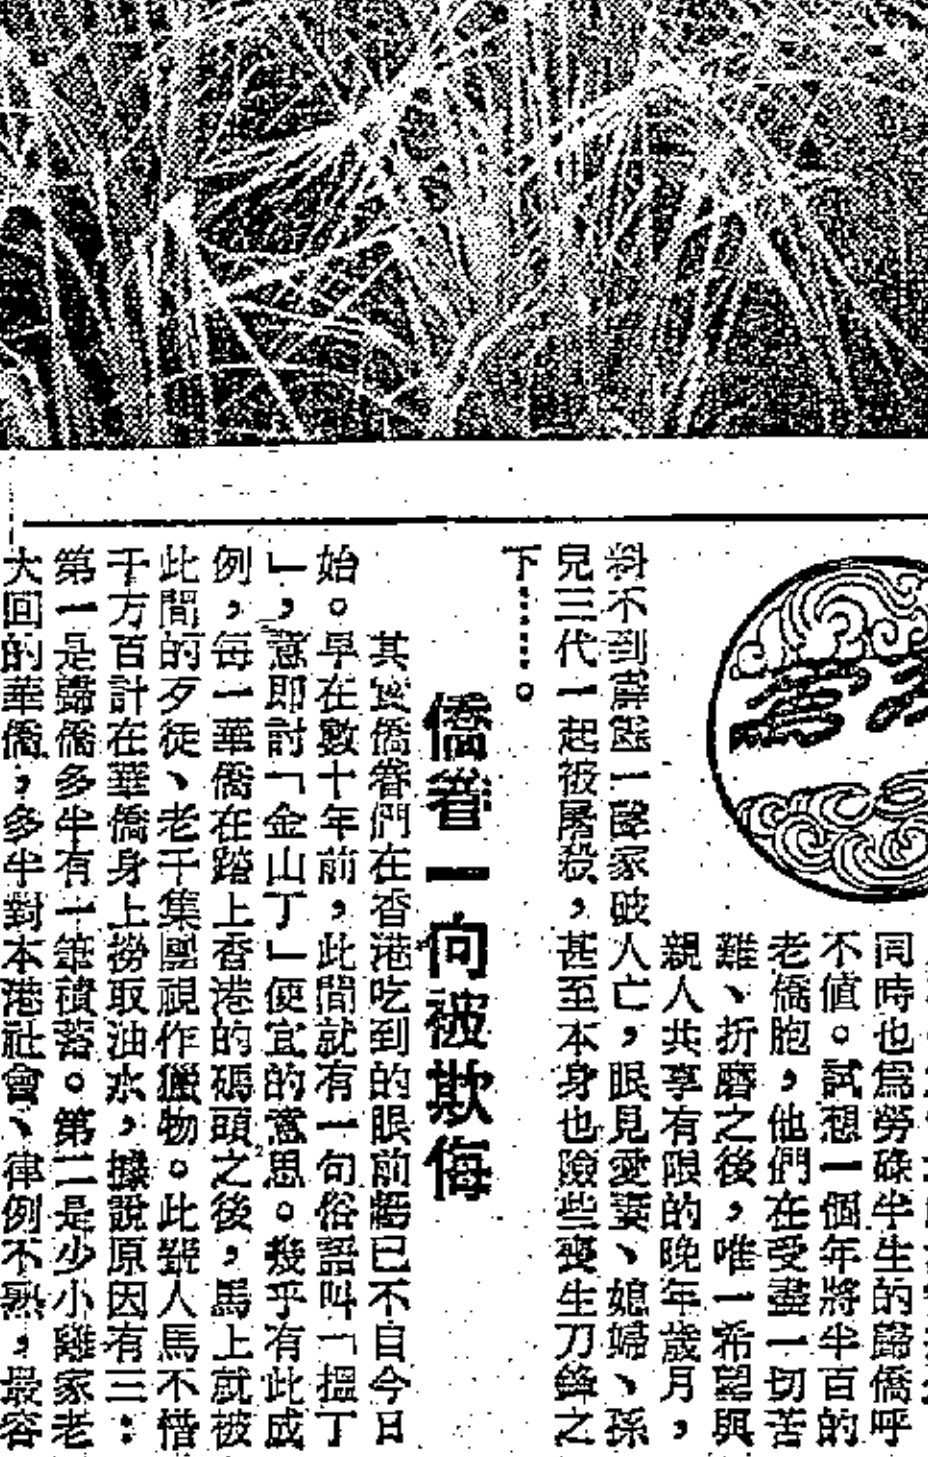 同時也爲勞碌半生的歸僑呼
不值。試想一個年將半百的
老僑胞，他們在受盡一切苦
難、折磨之後，唯一希望與
親人共享有限的晚年歲月，
料不到霹靂一聲家破人亡，眼見愛妻、媳婦、孫
見三代一起被屠殺，甚至本身也險些喪生刀鋒之
下……。
僑眷一向被欺侮
其實僑眷們在香港吃到的眼前虧已不自今日
始。早在數十年前，此間就有一句俗語叫「搵丁
」，意即討「金山丁」便宜的意思。幾乎有此成
例，每一華僑在踏上香港的碼頭之後，馬上就被
此間的歹徒、老千集團視作獵物。此類人馬不惜
千方百計在華僑身上撈取油水，據說原因有三：
第一是歸僑多半有一筆積蓄。第二是少小離家老
大回的華僑，多半對本港社會、律例不熟，最容